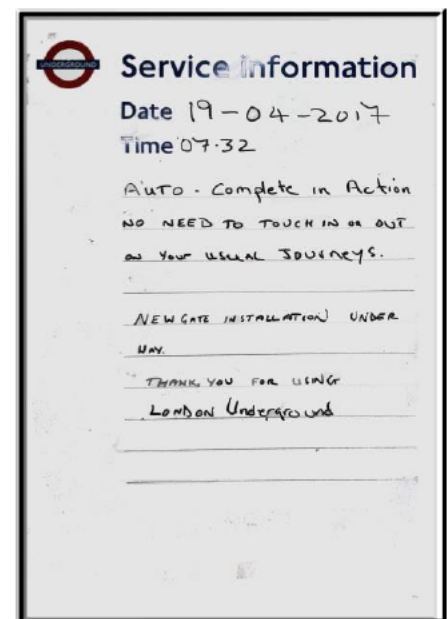 UNDERGROUND
Service information
Date 19-04-2017
Time 07.32
AUTO - Complete in Action
NO NEED TO TOUCH IN OR OUT
on Your USUAL JOURNEYS.
NEW GATE INSTALLATION UNDER
WAY.
THANK YOU FOR USING
LONDON Underground